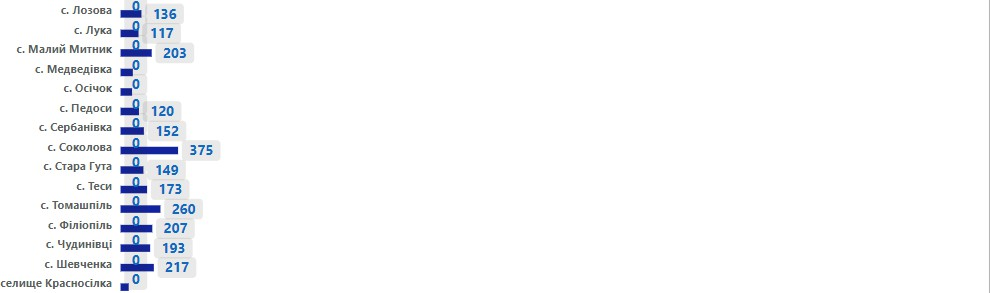 с. Лозова 0 136
с. Лука 0 117
с. Малий Митник 0 203
с. Медведівка 0
с. Осічок 0
с. Педоси 0 120
с. Сербанівка 0 152
с. Соколова 0 375
с. Стара Гута 0 149
с. Теси 0 173
с. Томашпіль 0 260
с. Філіопіль 0 207
с. Чудинівці 0 193
с. Шевченка 0 217
селище Красносілка 0